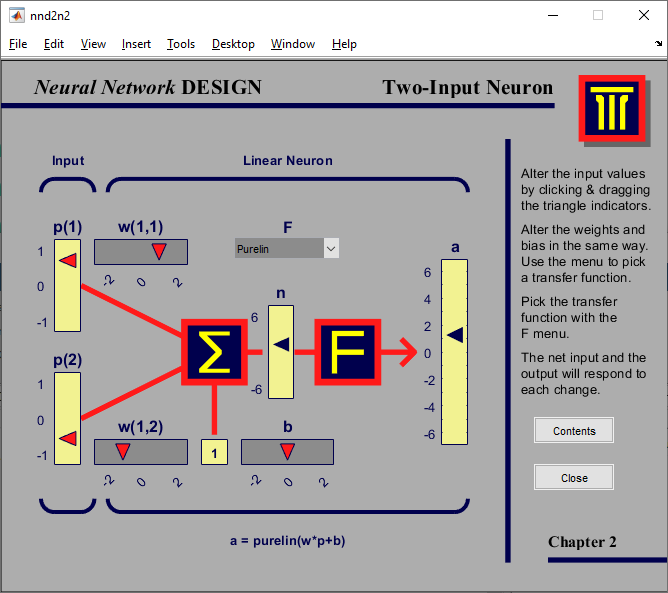 nnd2n2
File Edit View Insert Tools Desktop Window Help
Neural Network DESIGN
Two-Input Neuron
Input
Linear Neuron
p(1)
1
0
-1
w(1,1)
-2 0 2
F
Purelin
p(2)
1
0
-1
w(1,2)
-2 0 2
Σ
1
n
6
-6
F
b
-2 0 2
a
6
4
2
0
-2
-4
-6
a = purelin(w*p+b)
Alter the input values
by clicking & dragging
the triangle indicators.
Alter the weights and
bias in the same way.
Use the menu to pick
a transfer function.
Pick the transfer
function with the
F menu.
The net input and the
output will respond to
each change.
Contents
Close
Chapter 2